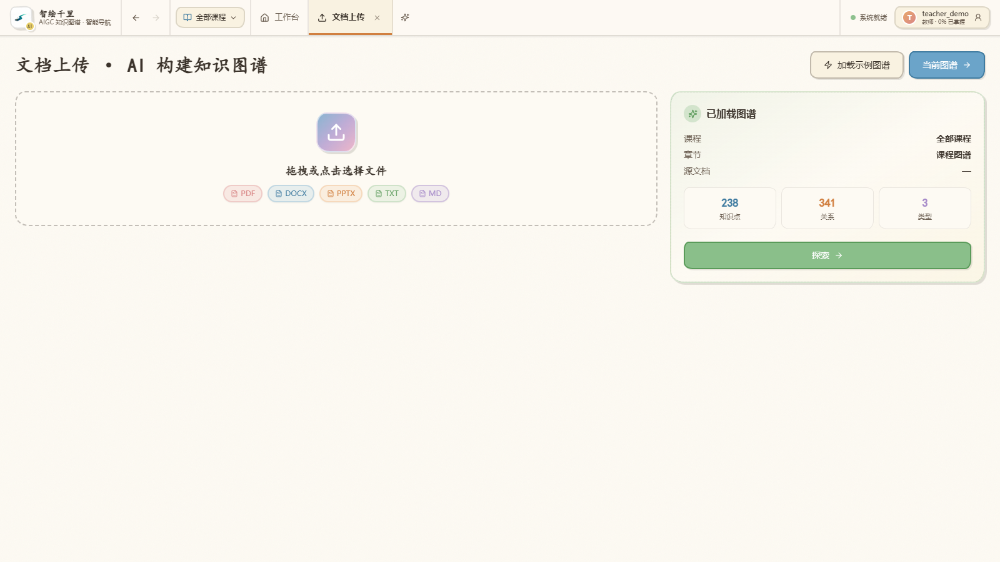 智绘千里
AIGC 知识图谱 · 智能导航
AI
全部课程
工作台
文档上传
系统就绪
T
teacher_demo
教师 · 0% 已掌握
文档上传 • AI 构建知识图谱
加载示例图谱
当前图谱
拖拽或点击选择文件
PDF
DOCX
PPTX
TXT
MD
已加载图谱
课程 全部课程
章节 课程图谱
源文档 —
238 341 3
知识点 关系 类型
探索